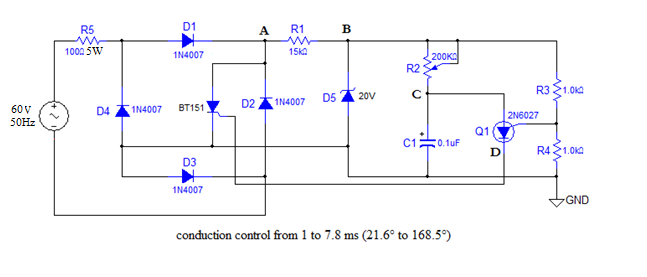 R5
100Ω 5W
D1
1N4007
A
R1
15kΩ
B
60V
50Hz
D4
1N4007
BT151
D2
1N4007
D5
20V
R2
200KΩ
C
C1
0.1uF
2N6027
Q1
D
R3
1.0kΩ
R4
1.0kΩ
D3
1N4007
GND
conduction control from 1 to 7.8 ms (21.6° to 168.5°)